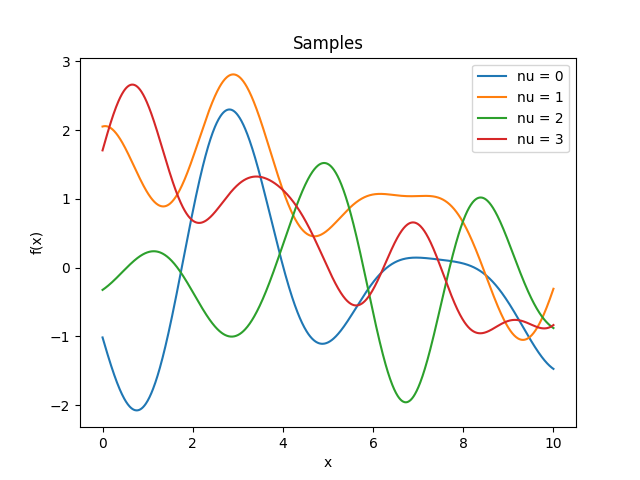 Samples
nu = 0
nu = 1
nu = 2
nu = 3
3
2
1
0
−1
−2
f(x)
0
2
4
6
8
10
x